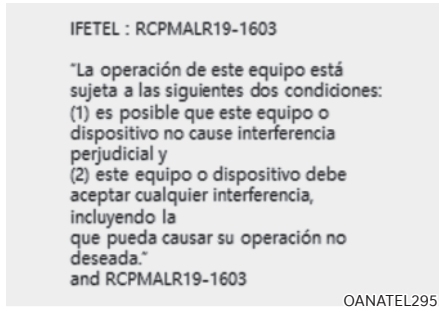 IFETEL : RCPMALR19-1603
"La operación de este equipo está
sujeta a las siguientes dos condiciones:
(1) es posible que este equipo o
dispositivo no cause interferencia
perjudicial y
(2) este equipo o dispositivo debe
aceptar cualquier interferencia,
incluyendo la
que pueda causar su operación no
deseada."
and RCPMALR19-1603
OANATEL295